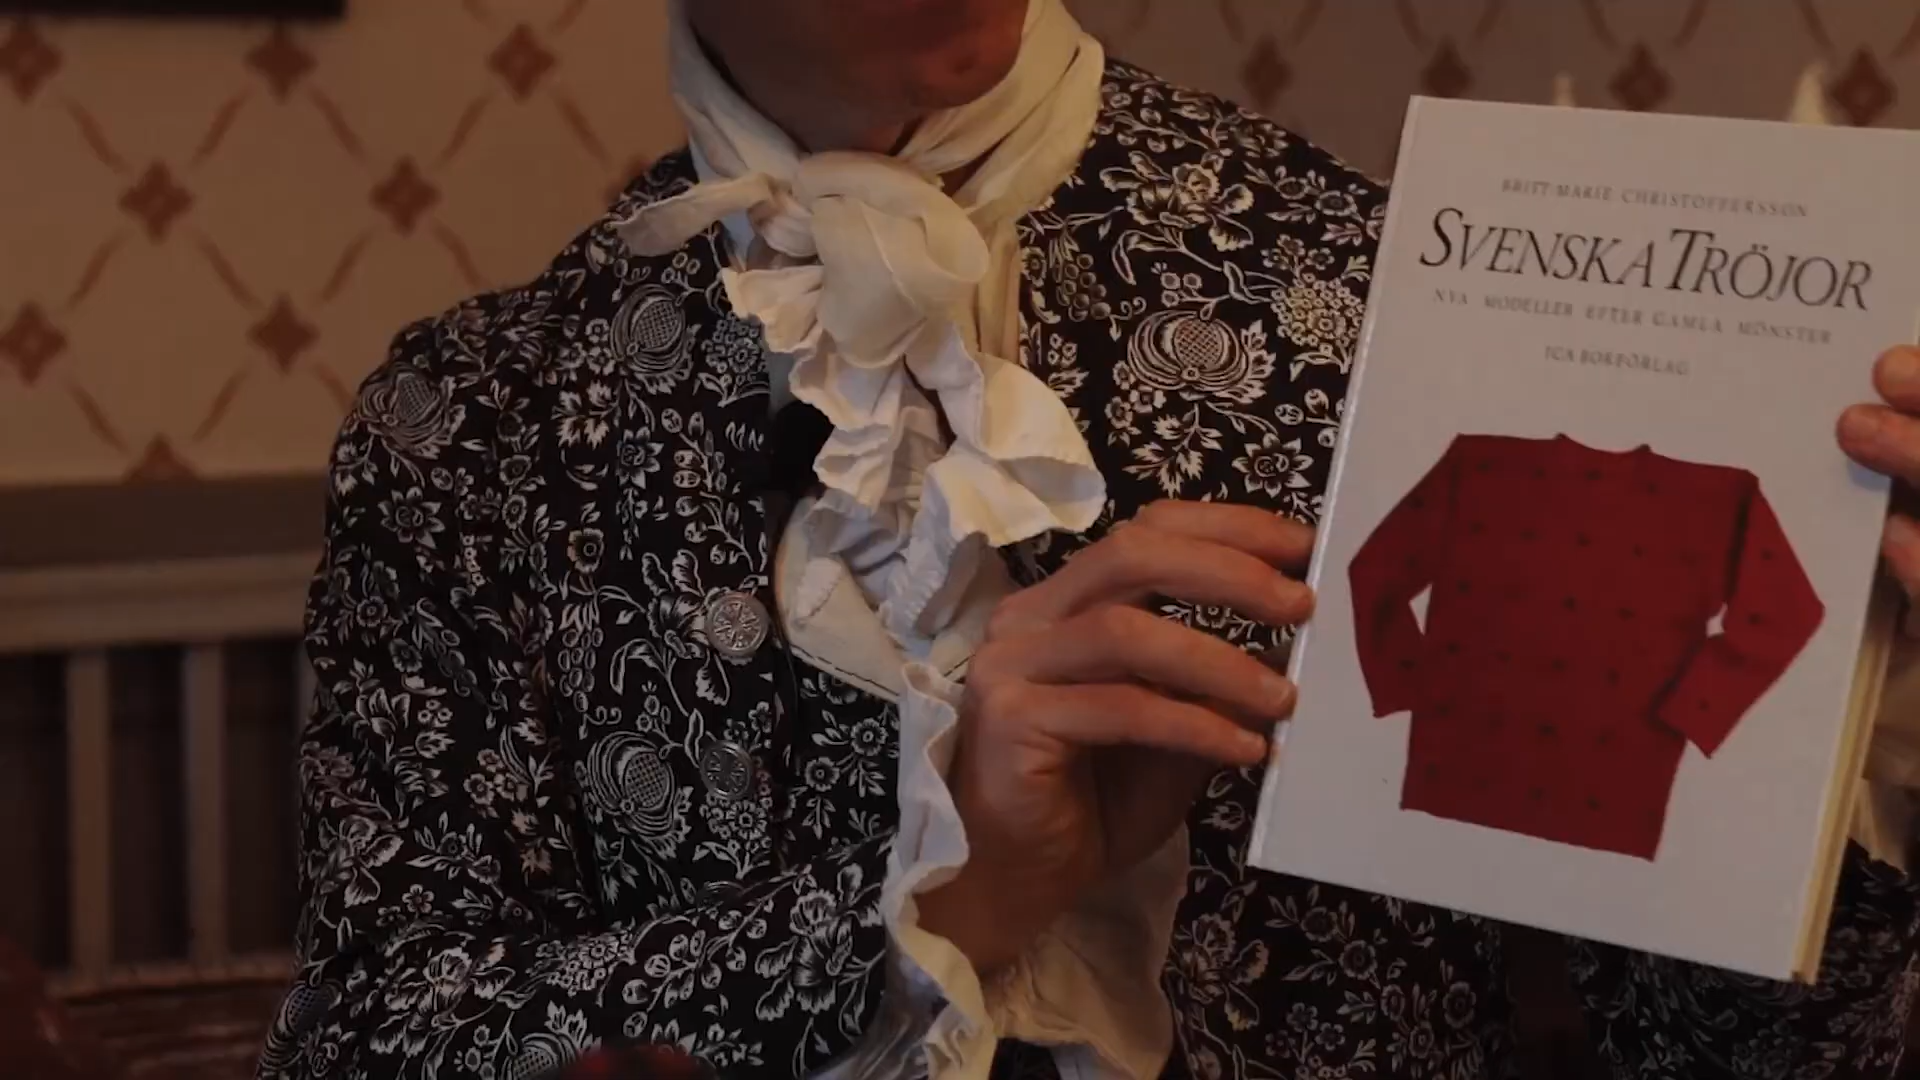 BRITT-MARIE CHRISTOFFERSSON
SVENSKA TRÖJOR
NYA MODELLER EFTER GAMLA MÖNSTER
ICA BOKFÖRLAG